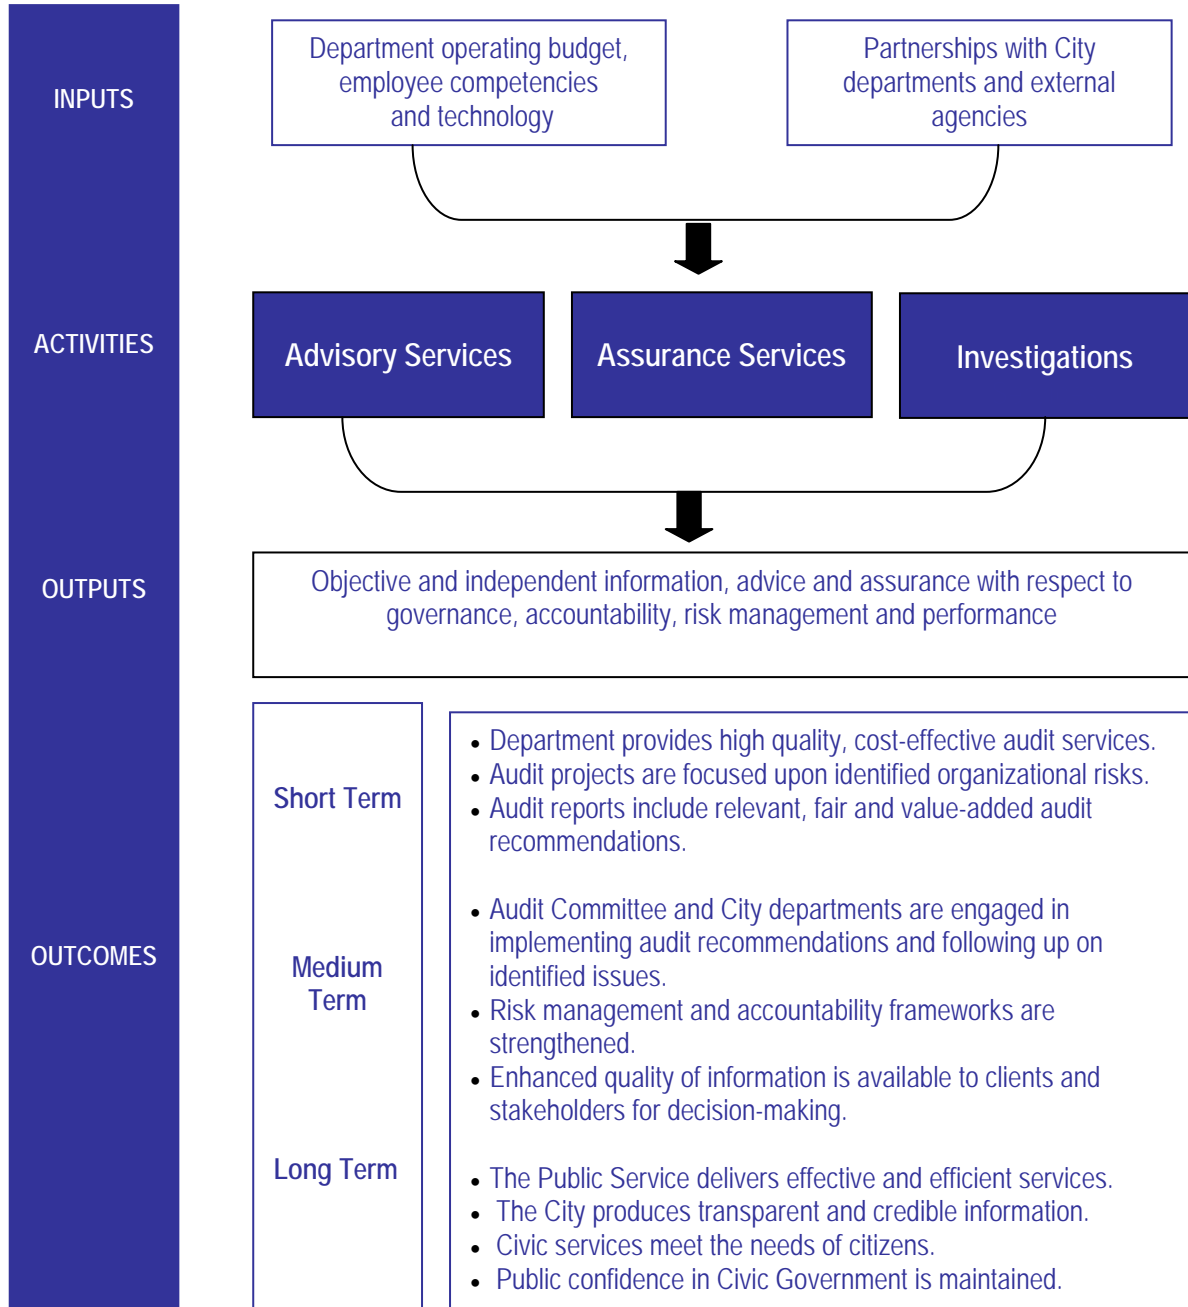 INPUTS
Department operating budget,
employee competencies
and technology
Partnerships with City
departments and external
agencies
ACTIVITIES
Advisory Services
Assurance Services
Investigations
OUTPUTS
Objective and independent information, advice and assurance with respect to
governance, accountability, risk management and performance
OUTCOMES
Short Term
• Department provides high quality, cost-effective audit services.
• Audit projects are focused upon identified organizational risks.
• Audit reports include relevant, fair and value-added audit
recommendations.
Medium
Term
• Audit Committee and City departments are engaged in
implementing audit recommendations and following up on
identified issues.
• Risk management and accountability frameworks are
strengthened.
• Enhanced quality of information is available to clients and
stakeholders for decision-making.
Long Term
• The Public Service delivers effective and efficient services.
• The City produces transparent and credible information.
• Civic services meet the needs of citizens.
• Public confidence in Civic Government is maintained.